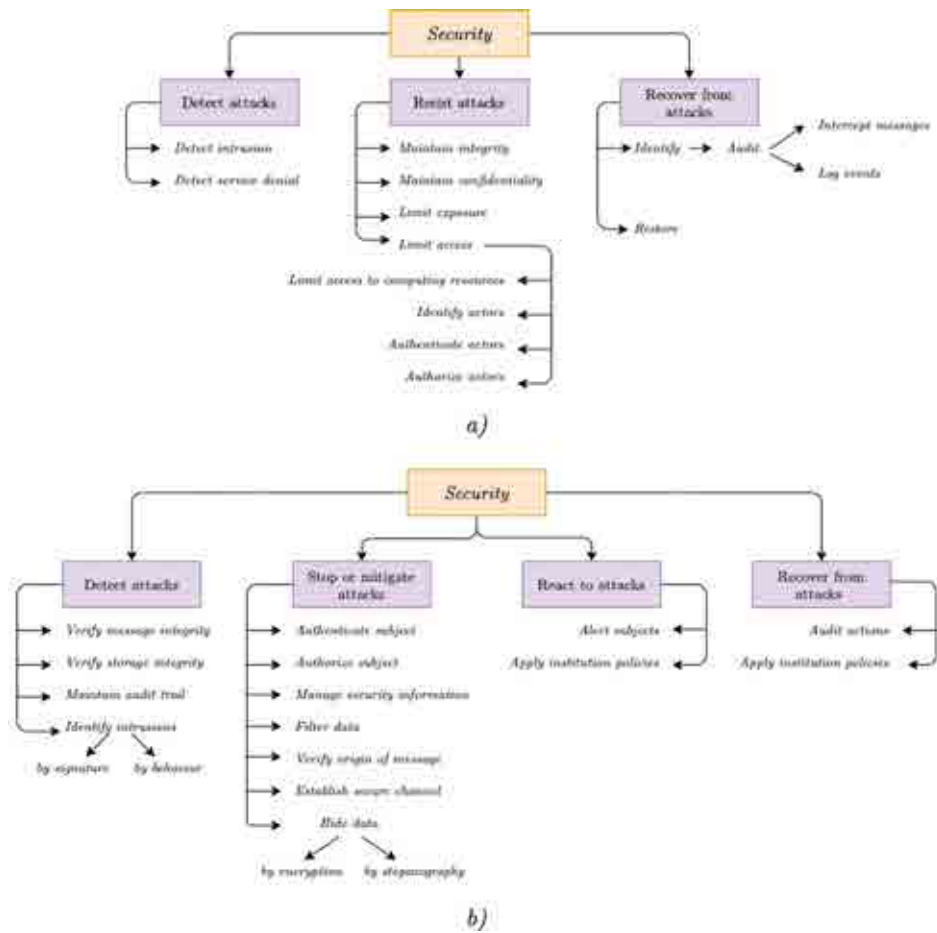 Security
Detect attacks
Resist attacks
Recover from
attacks
Detect intrusion
Detect service denial
Maintain integrity
Maintain confidentiality
Limit exposure
Limit access
Identify
Audit
Intercept messages
Log events
Restore
Limit access to computing resources
Identify actors
Authenticate actors
Authorize actors
a)
Security
Detect attacks
Stop or mitigate
attacks
React to attacks
Recover from
attacks
Verify message integrity
Verify storage integrity
Maintain audit trail
Identify intrusions
by signature
by behaviour
Authenticate subject
Authorize subject
Manage security information
Filter data
Verify origin of message
Establish secure channel
Hide data
by encryption
by steganography
Alert subjects
Apply institution policies
Audit actions
Apply institution policies
b)